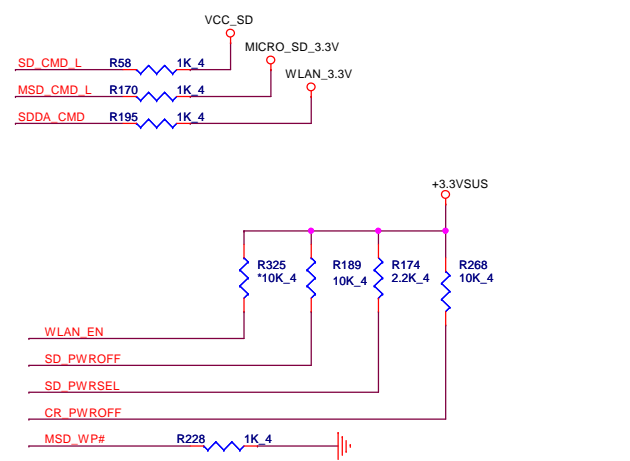 VCC_SD
MICRO_SD_3.3V
SD_CMD_L R58 1K_4
WLAN_3.3V
MSD_CMD_L R170 1K_4
SDDA_CMD R195 1K_4
+3.3VSUS
R325 R189 R174 R268
*10K_4 10K_4 2.2K_4 10K_4
WLAN_EN
SD_PWROFF
SD_PWRSEL
CR_PWROFF
MSD_WP# R228 1K_4